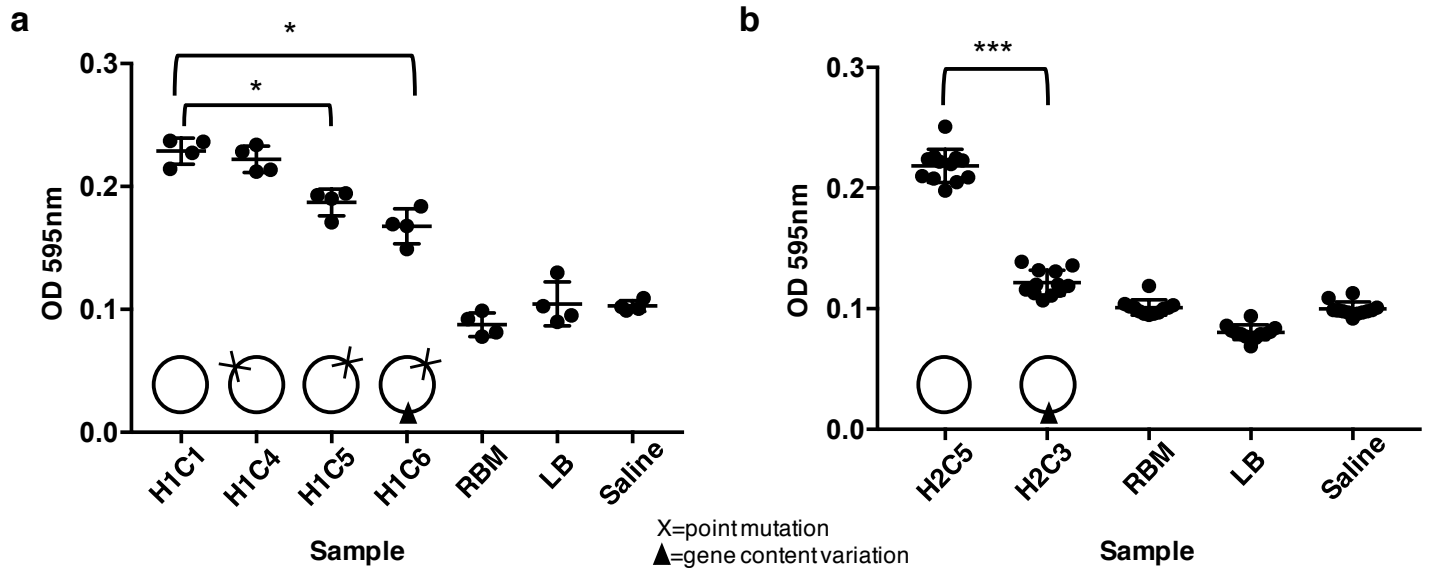 a
*
*
0.3
0.2
0.1
0.0
OD 595nm
H1C1
H1C4
H1C5
H1C6
RBM
LB
Saline
Sample
b
***
0.3
0.2
0.1
0.0
OD 595nm
H2C5
H2C3
RBM
LB
Saline
Sample
X=point mutation
▲=gene content variation